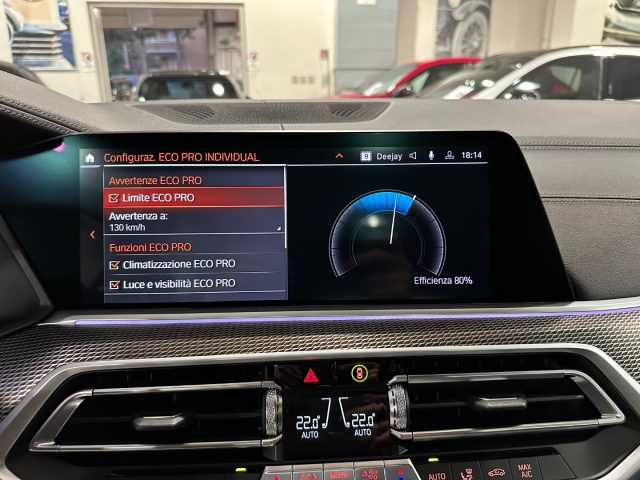 Configuraz. ECO PRO INDIVIDUAL
Deejay
18:14
Avvertenze ECO PRO
Limite ECO PRO
Avvertenza a:
130 km/h
Funzioni ECO PRO
Climatizzazione ECO PRO
Luce e visibilità ECO PRO
Efficienza 80%
22.0° 22.0°
AUTO AUTO
MENU
AUTO
MAX
A/C